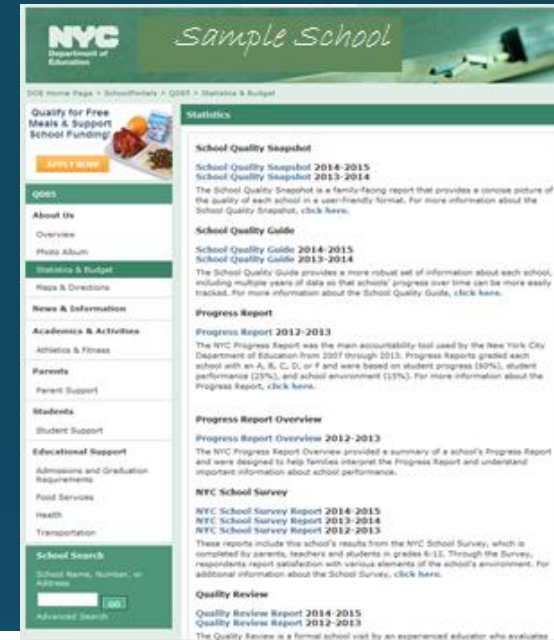 NYC
Department of
Education
Sample School
DOE Home Page > SchoolPortals > Q085 > Statistics & Budget
Qualify for Free
Meals & Support
School Funding!
APPLY NOW
Q085
About Us
Overview
Photo Album
Statistics & Budget
Maps & Directions
News & Information
Academics & Activities
Athletics & Fitness
Parents
Parent Support
Students
Student Support
Educational Support
Admissions and Graduation
Requirements
Food Services
Health
Transportation
School Search
School Name, Number, or
Address
GO
Advanced Search
Statistics
School Quality Snapshot
School Quality Snapshot 2014-2015
School Quality Snapshot 2013-2014
The School Quality Snapshot is a family-facing report that provides a concise picture of
the quality of each school in a user-friendly format. For more information about the
School Quality Snapshot, click here.
School Quality Guide
School Quality Guide 2014-2015
School Quality Guide 2013-2014
The School Quality Guide provides a more robust set of information about each school,
including multiple years of data so that schools' progress over time can be more easily
tracked. For more information about the School Quality Guide, click here.
Progress Report
Progress Report 2012-2013
The NYC Progress Report was the main accountability tool used by the New York City
Department of Education from 2007 through 2013. Progress Reports graded each
school with an A, B, C, D, or F and were based on student progress (60%), student
performance (25%), and school environment (15%). For more information about the
Progress Report, click here.
Progress Report Overview
Progress Report Overview 2012-2013
The NYC Progress Report Overview provided a summary of a school's Progress Report
and were designed to help families interpret the Progress Report and understand
important information about school performance.
NYC School Survey
NYC School Survey Report 2014-2015
NYC School Survey Report 2013-2014
NYC School Survey Report 2012-2013
These reports include this school's results from the NYC School Survey, which is
completed by parents, teachers and students in grades 6-12. Through the Survey,
respondents report satisfaction with various elements of the school's environment. For
additional information about the School Survey, click here.
Quality Review
Quality Review Report 2014-2015
Quality Review Report 2012-2013
The Quality Review is a formal school visit by an experienced educator who evaluates